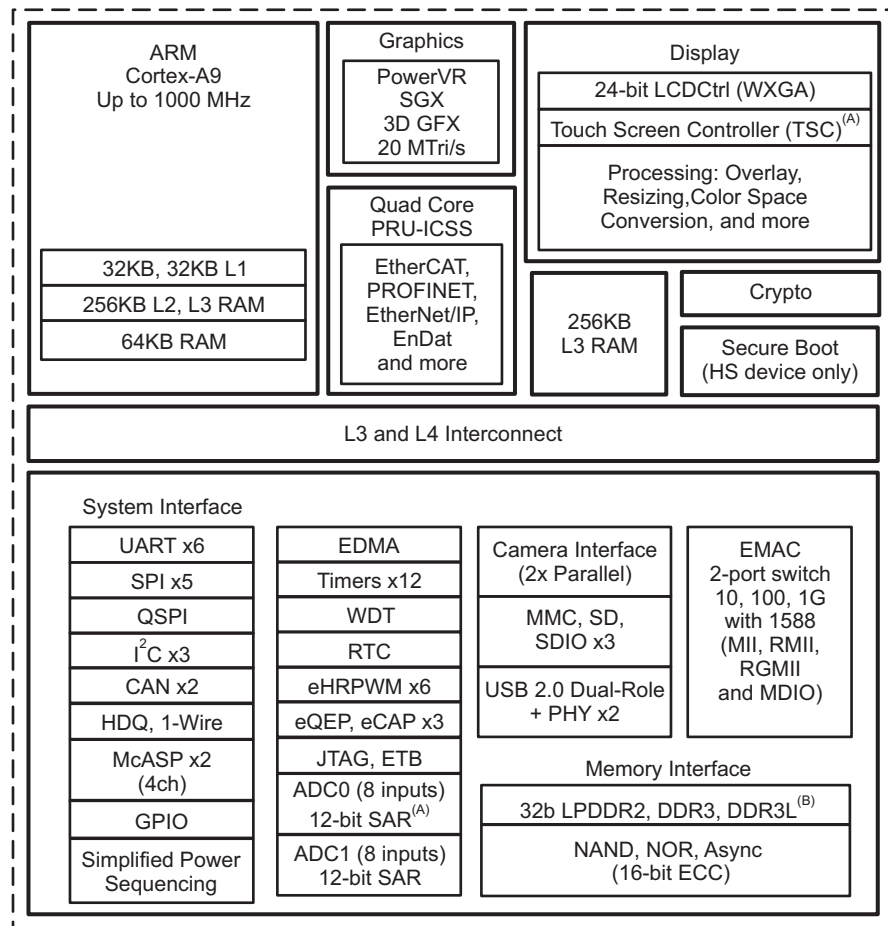 ARM
Cortex-A9
Up to 1000 MHz
32KB, 32KB L1
256KB L2, L3 RAM
64KB RAM
Graphics
PowerVR
SGX
3D GFX
20 MTri/s
Quad Core
PRU-ICSS
EtherCAT,
PROFINET,
EtherNet/IP,
EnDat
and more
Display
24-bit LCDCtrl (WXGA)
Touch Screen Controller (TSC)(A)
Processing: Overlay,
Resizing,Color Space
Conversion, and more
256KB
L3 RAM
Crypto
Secure Boot
(HS device only)
L3 and L4 Interconnect
System Interface
UART x6
SPI x5
QSPI
I2C x3
CAN x2
HDQ, 1-Wire
McASP x2
(4ch)
GPIO
Simplified Power
Sequencing
EDMA
Timers x12
WDT
RTC
eHRPWM x6
eQEP, eCAP x3
JTAG, ETB
ADC0 (8 inputs)
12-bit SAR(A)
ADC1 (8 inputs)
12-bit SAR
Camera Interface
(2x Parallel)
MMC, SD,
SDIO x3
USB 2.0 Dual-Role
+ PHY x2
EMAC
2-port switch
10, 100, 1G
with 1588
(MII, RMII,
RGMII
and MDIO)
Memory Interface
32b LPDDR2, DDR3, DDR3L(B)
NAND, NOR, Async
(16-bit ECC)